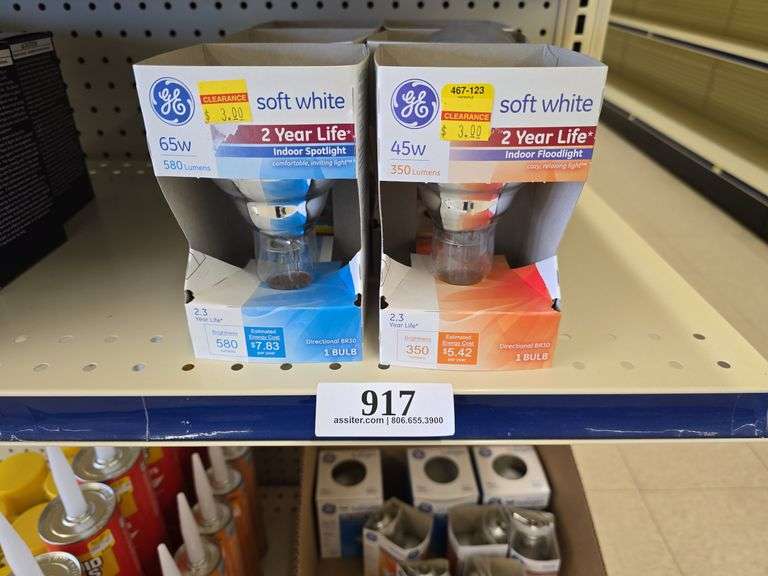 CLEARANCE
$ 3.00
soft white
65w
2 Year Life*
Indoor Spotlight
580 Lumens
comfortable, inviting light
2.3
Year Life*
Brightness
580
Estimated
Energy Cost
$7.83
per year
Directional BR30
1 BULB
467-123
CLEARANCE
$ 3.00
soft white
45w
2 Year Life*
Indoor Floodlight
350 Lumens
cozy, relaxing light
2.3
Year Life*
Brightness
350
Estimated
Energy Cost
$5.42
per year
Directional BR30
1 BULB
917
assiter.com | 806.655.3900